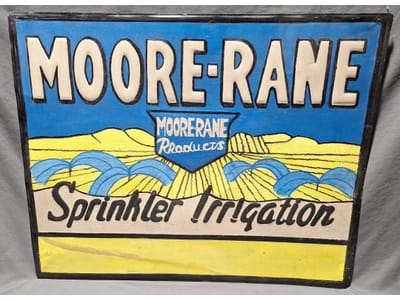 MOORE-RANE
MOORE-RANE
Products
Sprinkler Irrigation